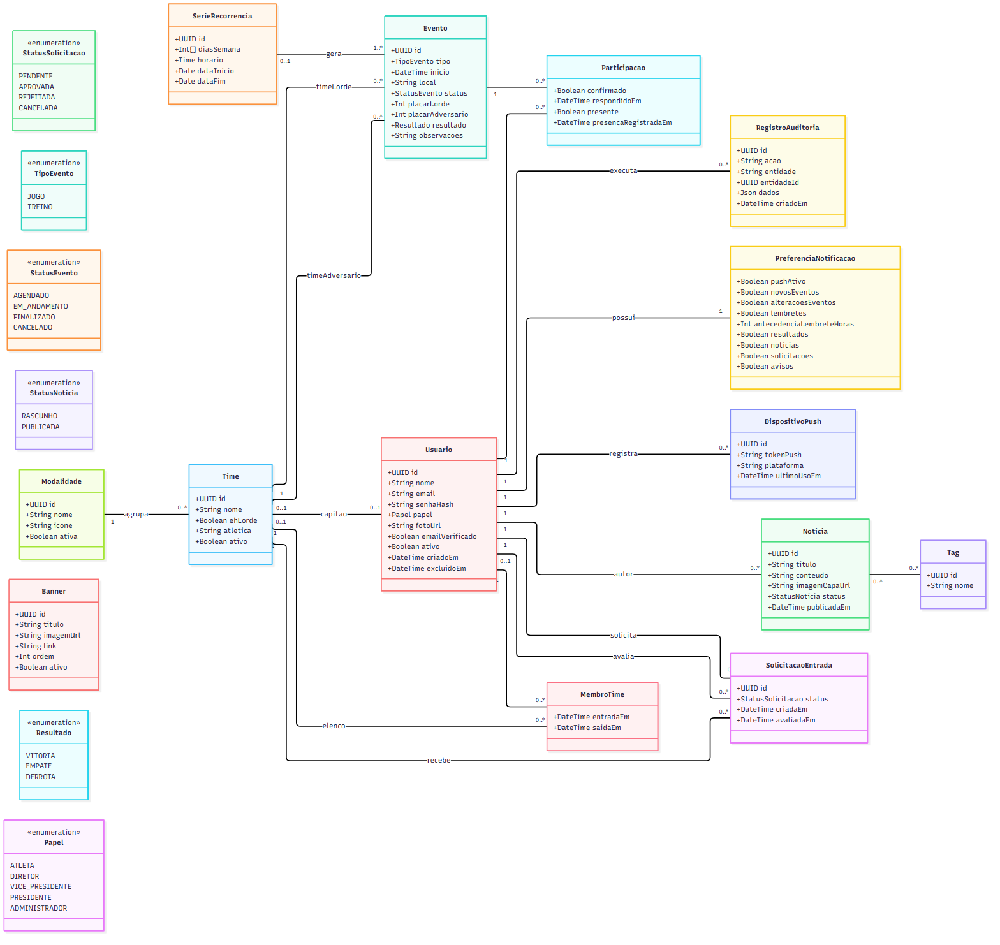 «enumeration»
StatusSolicitacao
PENDENTE
APROVADA
REJEITADA
CANCELADA
«enumeration»
TipoEvento
JOGO
TREINO
«enumeration»
StatusEvento
AGENDADO
EM_ANDAMENTO
FINALIZADO
CANCELADO
«enumeration»
StatusNoticia
RASCUNHO
PUBLICADA
Modalidade
+UUID id
+String nome
+String icone
+Boolean ativa
Banner
+UUID id
+String titulo
+String imagemUrl
+String link
+Int ordem
+Boolean ativo
«enumeration»
Resultado
VITORIA
EMPATE
DERROTA
«enumeration»
Papel
ATLETA
DIRETOR
VICE_PRESIDENTE
PRESIDENTE
ADMINISTRADOR
1
agrupa
0..*
SerieRecorrencia
+UUID id
+Int[] diasSemana
+Time horario
+Date dataInicio
+Date dataFim
0..1
gera
1..*
timeLorde
0..*
timeAdversario
0..*
Time
+UUID id
+String nome
+Boolean ehLorde
+String atletica
+Boolean ativo
1
0..1
0..1
1
1
capitao
0..1
elenco
0..*
recebe
0..*
Evento
+UUID id
+TipoEvento tipo
+DateTime inicio
+String local
+StatusEvento status
+Int placarLorde
+Int placarAdversario
+Resultado resultado
+String observacoes
1
0..*
0..*
Usuario
+UUID id
+String nome
+String email
+String senhaHash
+Papel papel
+String fotoUrl
+Boolean emailVerificado
+Boolean ativo
+DateTime criadoEm
+DateTime excluidoEm
1
1
1
1
1
1
0..1
1
Participacao
+Boolean confirmado
+DateTime respondidoEm
+Boolean presente
+DateTime presencaRegistradaEm
executa
0..*
possui
1
registra
0..*
autor
0..*
solicita
0
avalia
0..*
MembroTime
+DateTime entradaEm
+DateTime saidaEm
0..*
RegistroAuditoria
+UUID id
+String acao
+String entidade
+UUID entidadeId
+Json dados
+DateTime criadoEm
PreferenciaNotificacao
+Boolean pushAtivo
+Boolean novosEventos
+Boolean alteracoesEventos
+Boolean lembretes
+Int antecedenciaLembreteHoras
+Boolean resultados
+Boolean noticias
+Boolean solicitacoes
+Boolean avisos
DispositivoPush
+UUID id
+String tokenPush
+String plataforma
+DateTime ultimoUsoEm
Noticia
+UUID id
+String titulo
+String conteudo
+String imagemCapaUrl
+StatusNoticia status
+DateTime publicadaEm
0..*
0..*
Tag
+UUID id
+String nome
SolicitacaoEntrada
+UUID id
+StatusSolicitacao status
+DateTime criadaEm
+DateTime avaliadaEm